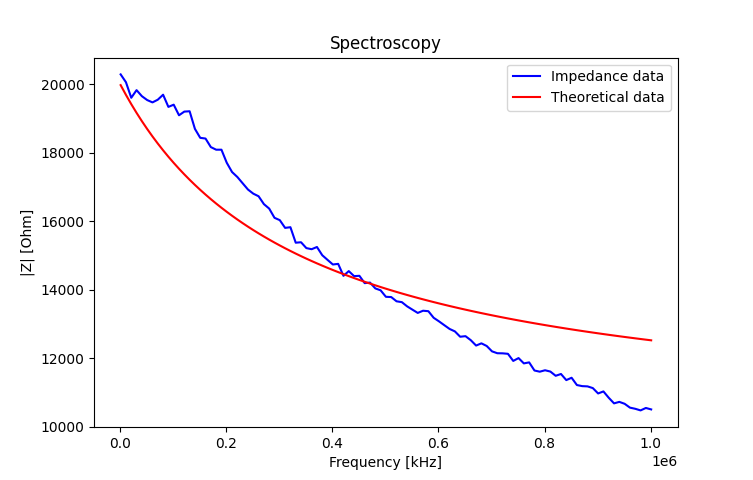 Spectroscopy
Impedance data
Theoretical data
|Z| [Ohm]
20000
18000
16000
14000
12000
10000
0.0 0.2 0.4 0.6 0.8 1.0
1e6
Frequency [kHz]